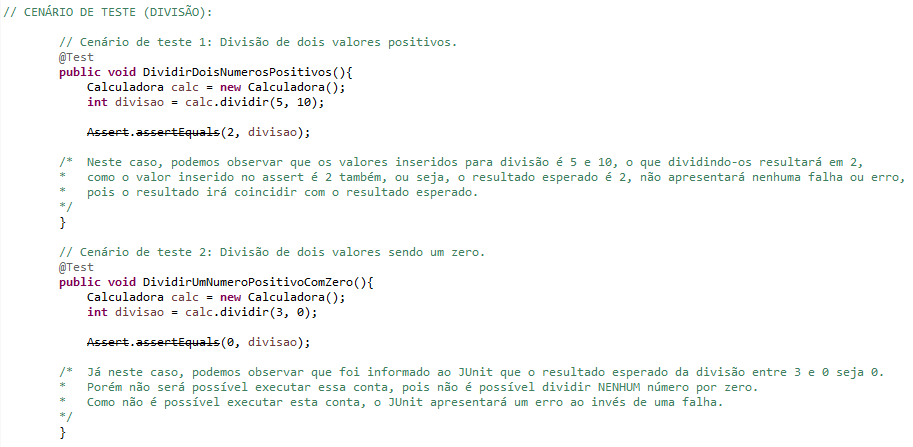 // CENÁRIO DE TESTE (DIVISÃO):
// Cenário de teste 1: Divisão de dois valores positivos.
@Test
public void DividirDoisNumerosPositivos(){
Calculadora calc = new Calculadora();
int divisao = calc.dividir(5, 10);
Assert.assertEquals(2, divisao);
/* Neste caso, podemos observar que os valores inseridos para divisão é 5 e 10, o que dividindo-os resultará em 2,
* como o valor inserido no assert é 2 também, ou seja, o resultado esperado é 2, não apresentará nenhuma falha ou erro,
* pois o resultado irá coincidir com o resultado esperado.
*/
}
// Cenário de teste 2: Divisão de dois valores sendo um zero.
@Test
public void DividirUmNumeroPositivoComZero(){
Calculadora calc = new Calculadora();
int divisao = calc.dividir(3, 0);
Assert.assertEquals(0, divisao);
/* Já neste caso, podemos observar que foi informado ao JUnit que o resultado esperado da divisão entre 3 e 0 seja 0.
* Porém não será possível executar essa conta, pois não é possível dividir NENHUM número por zero.
* Como não é possível executar esta conta, o JUnit apresentará um erro ao invés de uma falha.
*/
}